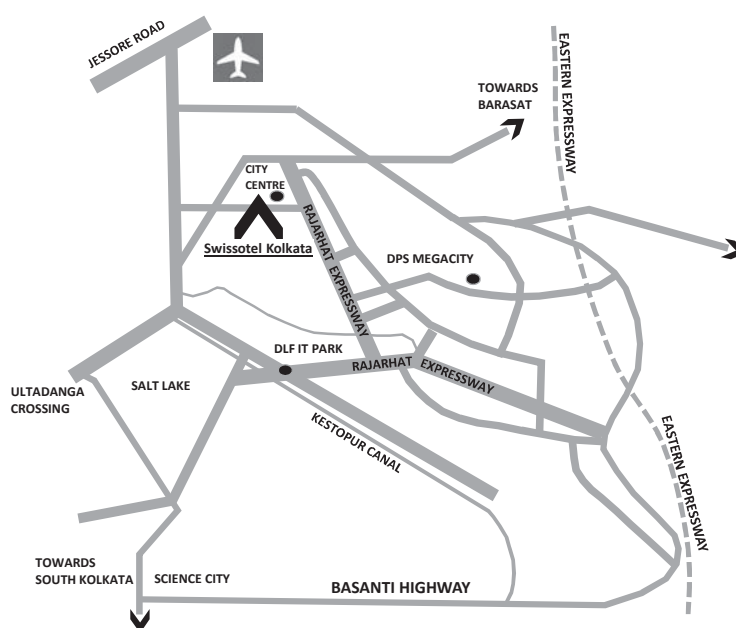 JESSORE ROAD
EASTERN EXPRESSWAY
TOWARDS
BARASAT
CITY
CENTRE
RAJARHAT EXPRESSWAY
Swissotel Kolkata
DPS MEGACITY
DLF IT PARK
RAJARHAT EXPRESSWAY
ULTADANGA
CROSSING
SALT LAKE
KESTOPUR CANAL
EASTERN EXPRESSWAY
TOWARDS
SOUTH KOLKATA
SCIENCE CITY
BASANTI HIGHWAY